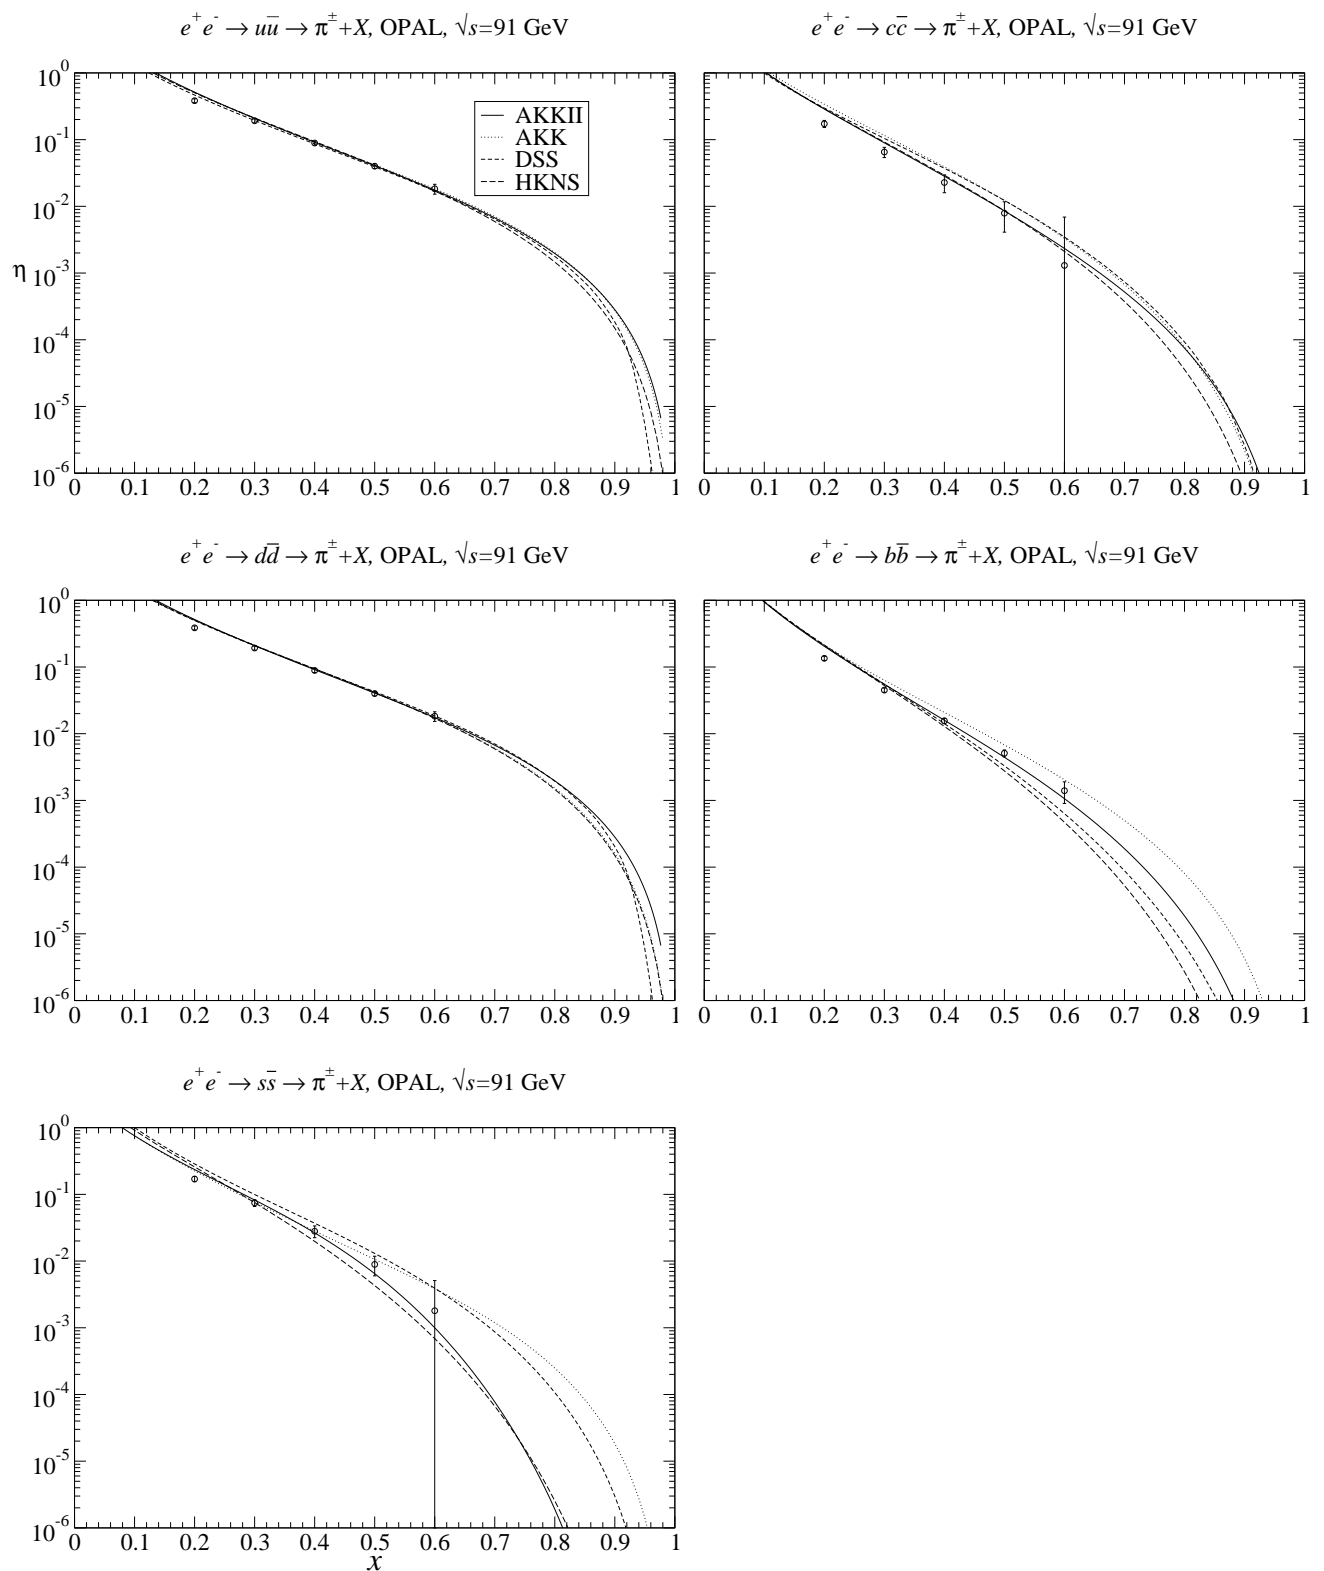 e⁺e⁻ → uū → π± + X, OPAL, √s=91 GeV
10⁰
10⁻¹
10⁻²
10⁻³
10⁻⁴
10⁻⁵
10⁻⁶
η
AKKII
AKK
DSS
HKNS
0 0.1 0.2 0.3 0.4 0.5 0.6 0.7 0.8 0.9 1
e⁺e⁻ → cc̄ → π± + X, OPAL, √s=91 GeV
0 0.1 0.2 0.3 0.4 0.5 0.6 0.7 0.8 0.9 1
e⁺e⁻ → dd̄ → π± + X, OPAL, √s=91 GeV
10⁰
10⁻¹
10⁻²
10⁻³
10⁻⁴
10⁻⁵
10⁻⁶
0 0.1 0.2 0.3 0.4 0.5 0.6 0.7 0.8 0.9 1
e⁺e⁻ → bb̄ → π± + X, OPAL, √s=91 GeV
0 0.1 0.2 0.3 0.4 0.5 0.6 0.7 0.8 0.9 1
e⁺e⁻ → ss̄ → π± + X, OPAL, √s=91 GeV
10⁰
10⁻¹
10⁻²
10⁻³
10⁻⁴
10⁻⁵
10⁻⁶
0 0.1 0.2 0.3 0.4 0.5 0.6 0.7 0.8 0.9 1
x